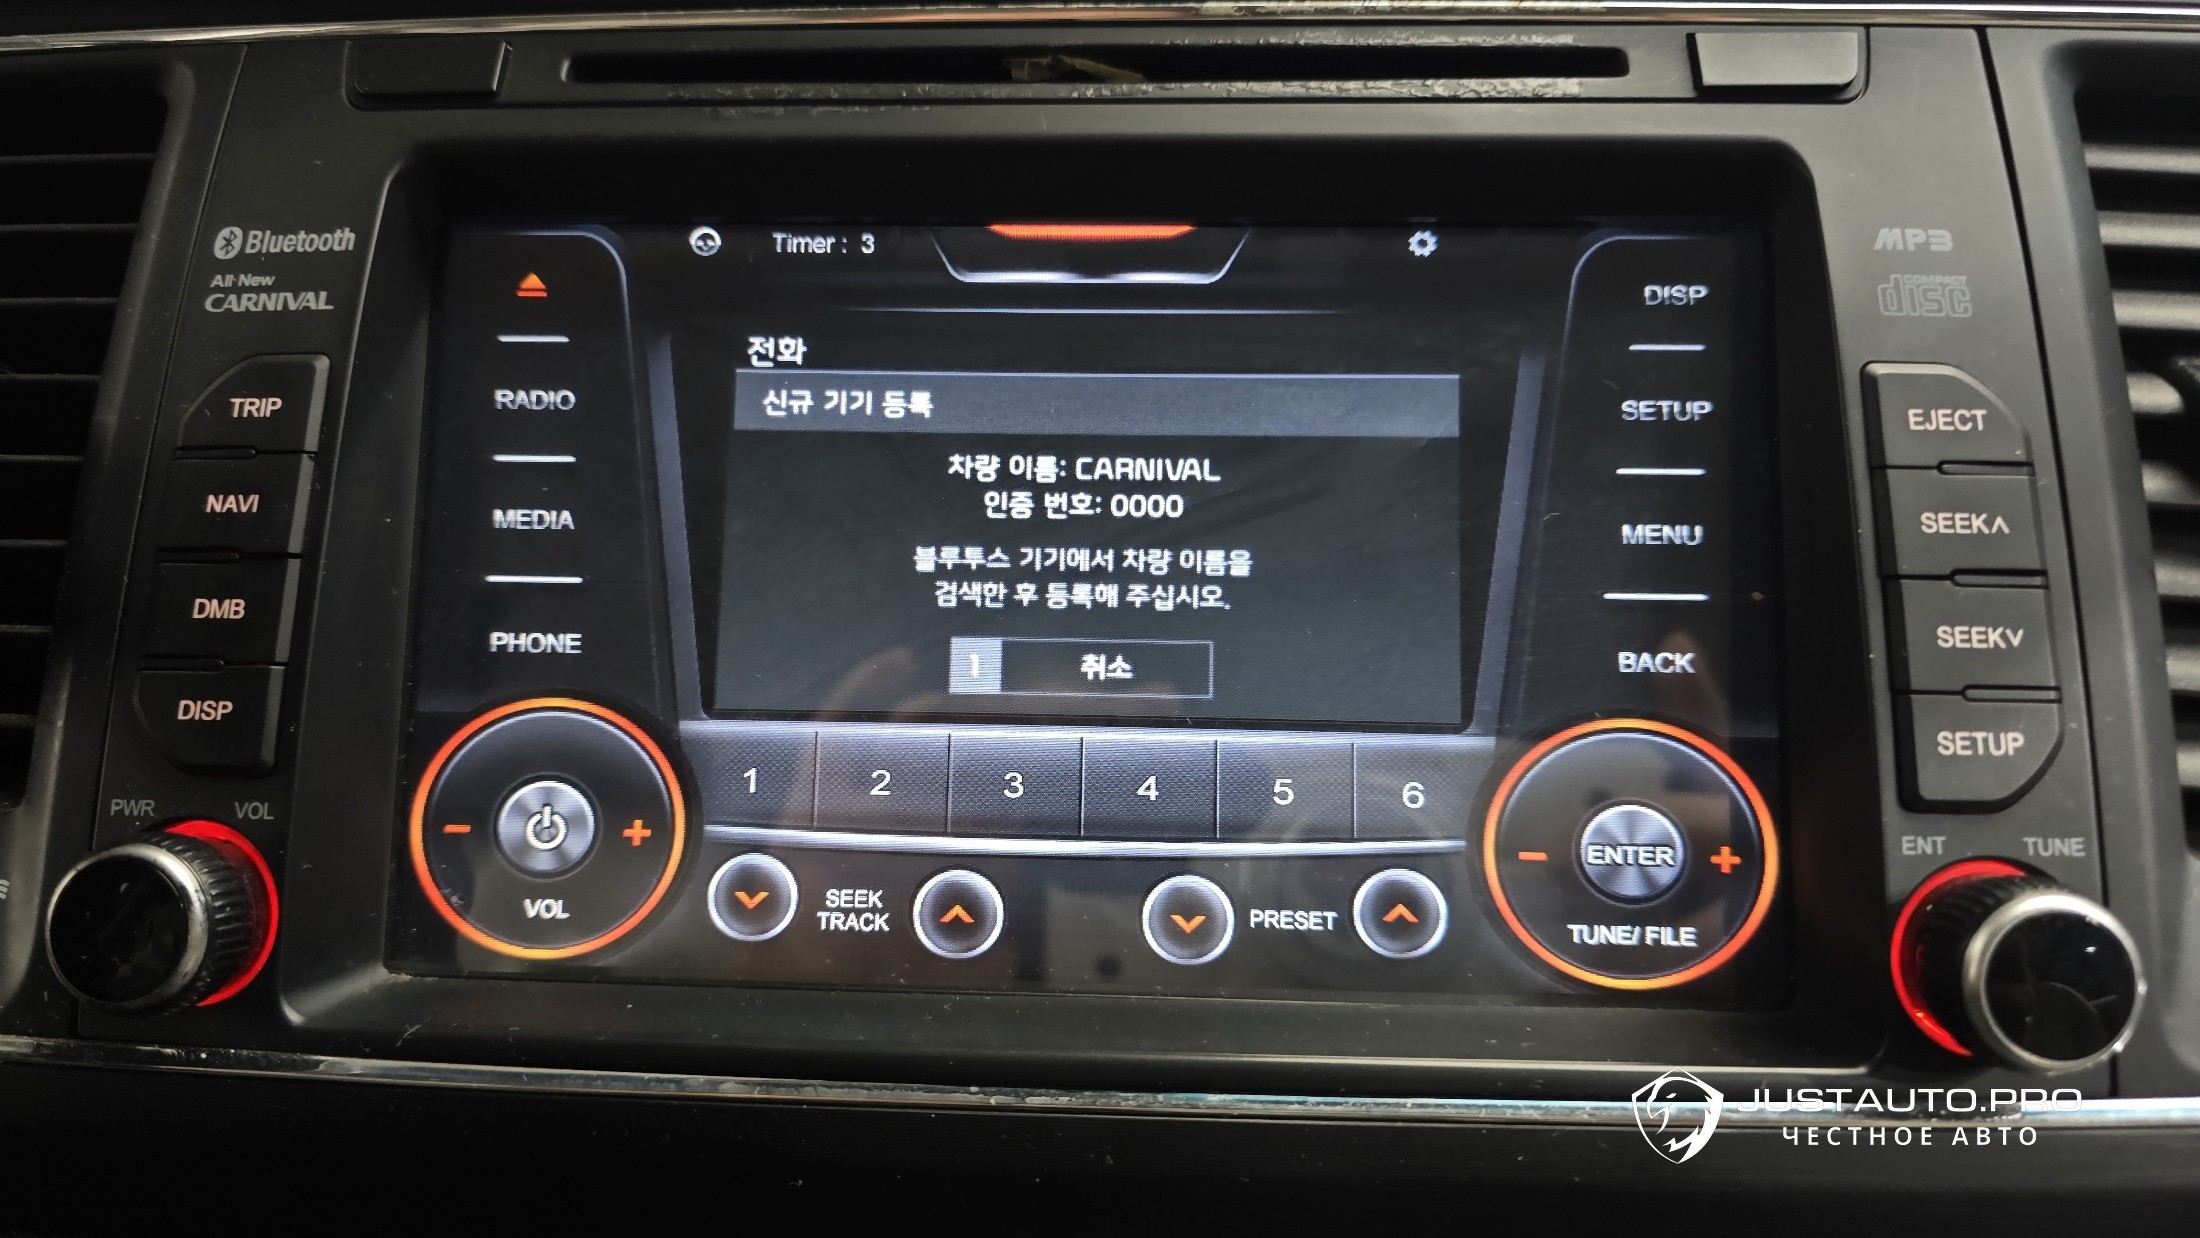 Bluetooth
All-New
CARNIVAL
TRIP
NAVI
DMB
DISP
PWR
VOL
Timer : 3
RADIO
MEDIA
PHONE
전화
신규 기기 등록
차량 이름: CARNIVAL
인증 번호: 0000
블루투스 기기에서 차량 이름을
검색한 후 등록해 주십시오.
1 취소
DISP
SETUP
MENU
BACK
1 2 3 4 5 6
VOL
SEEK
TRACK
PRESET
ENTER
TUNE/ FILE
MP3
COMPACT
disc
EJECT
SEEK∧
SEEK∨
SETUP
ENT
TUNE
JUSTAUTO.PRO
ЧЕСТНОЕ АВТО